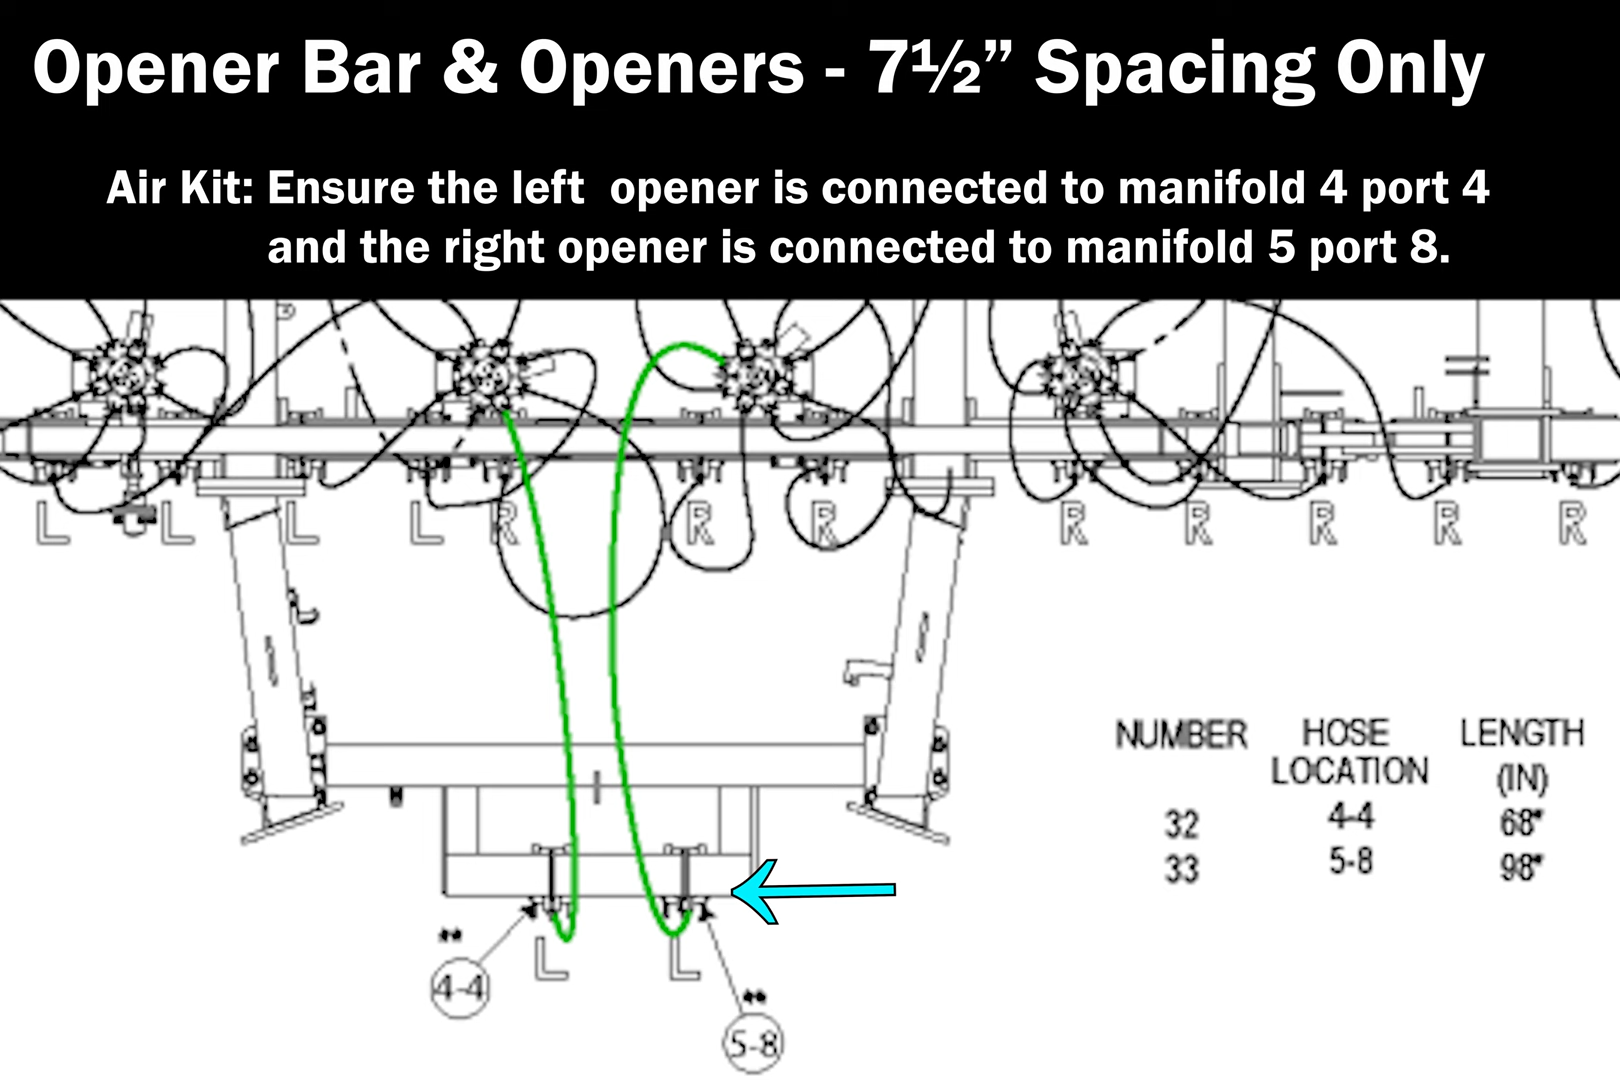 Opener Bar & Openers - 7½” Spacing Only
Air Kit: Ensure the left opener is connected to manifold 4 port 4
and the right opener is connected to manifold 5 port 8.
L L L L R R R R R R R R
NUMBER HOSE LOCATION LENGTH (IN)
32 4-4 68"
33 5-8 98"
** L L
4-4 **
5-8